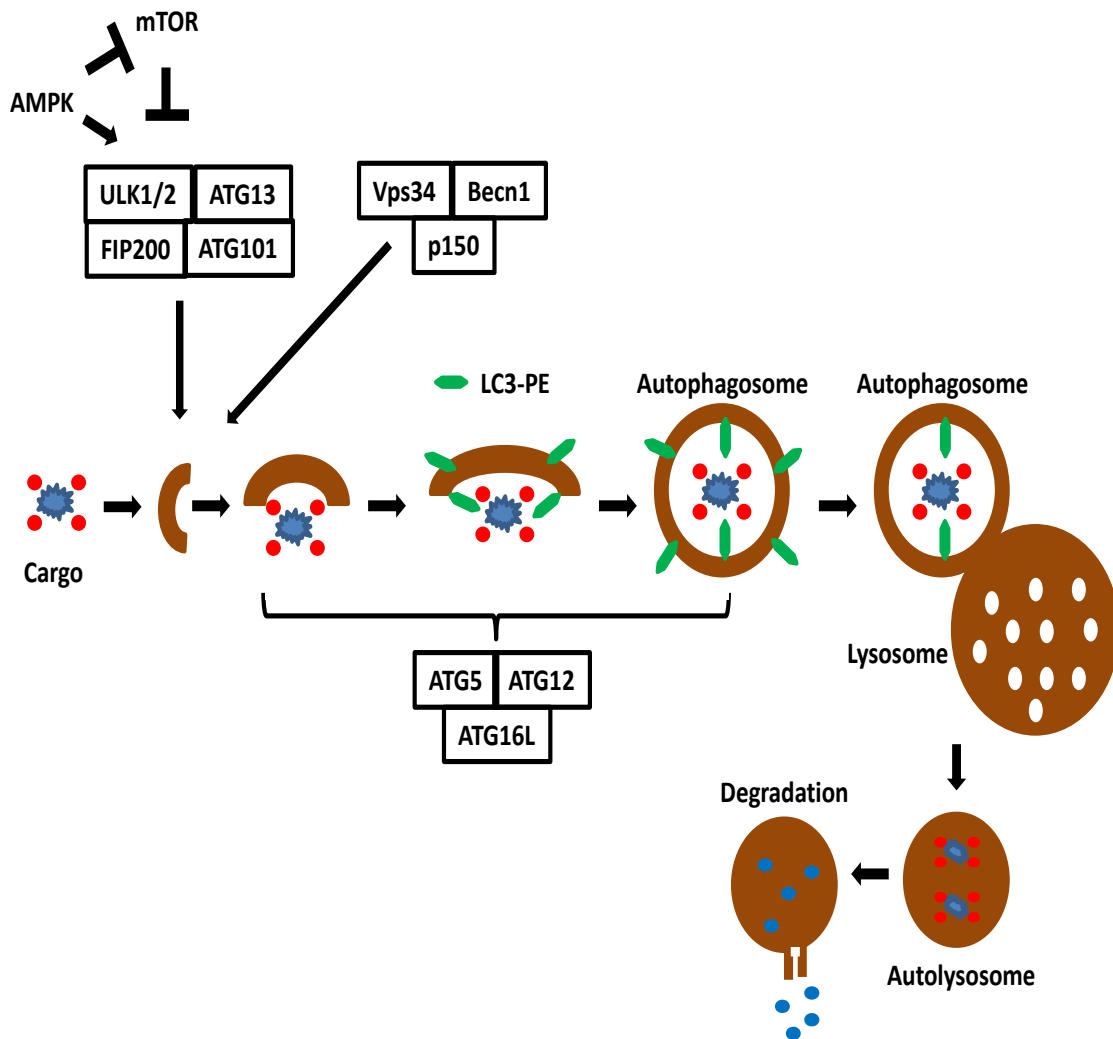 mTOR
AMPK
ULK1/2 ATG13
FIP200 ATG101
Vps34 Becn1
p150
LC3-PE
Autophagosome
Autophagosome
Cargo
Lysosome
ATG5 ATG12
ATG16L
Degradation
Autolysosome